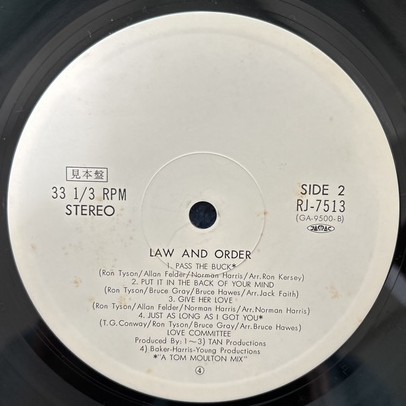 見本盤
33 1/3 RPM
STEREO
SIDE 2
RJ-7513
(GA-9500-B)
LAW AND ORDER
1. PASS THE BUCK*
(Ron Tyson/Allan Felder/Norman Harris/Arr. Ron Kersey)
2. PUT IT IN THE BACK OF YOUR MIND
(Ron Tyson/Bruce Gray/Bruce Hawes/Arr. Jack Faith)
3. GIVE HER LOVE
(Ron Tyson/Allan Felder/Norman Harris/Arr. Norman Harris)
4. JUST AS LONG AS I GOT YOU*
(T.G. Conway/Ron Tyson/Bruce Gray/Arr. Bruce Hawes)
LOVE COMMITTEE
Produced By: 1~3) TAN Productions
4) Baker-Harris-Young Productions
*"A TOM MOULTON MIX"
④